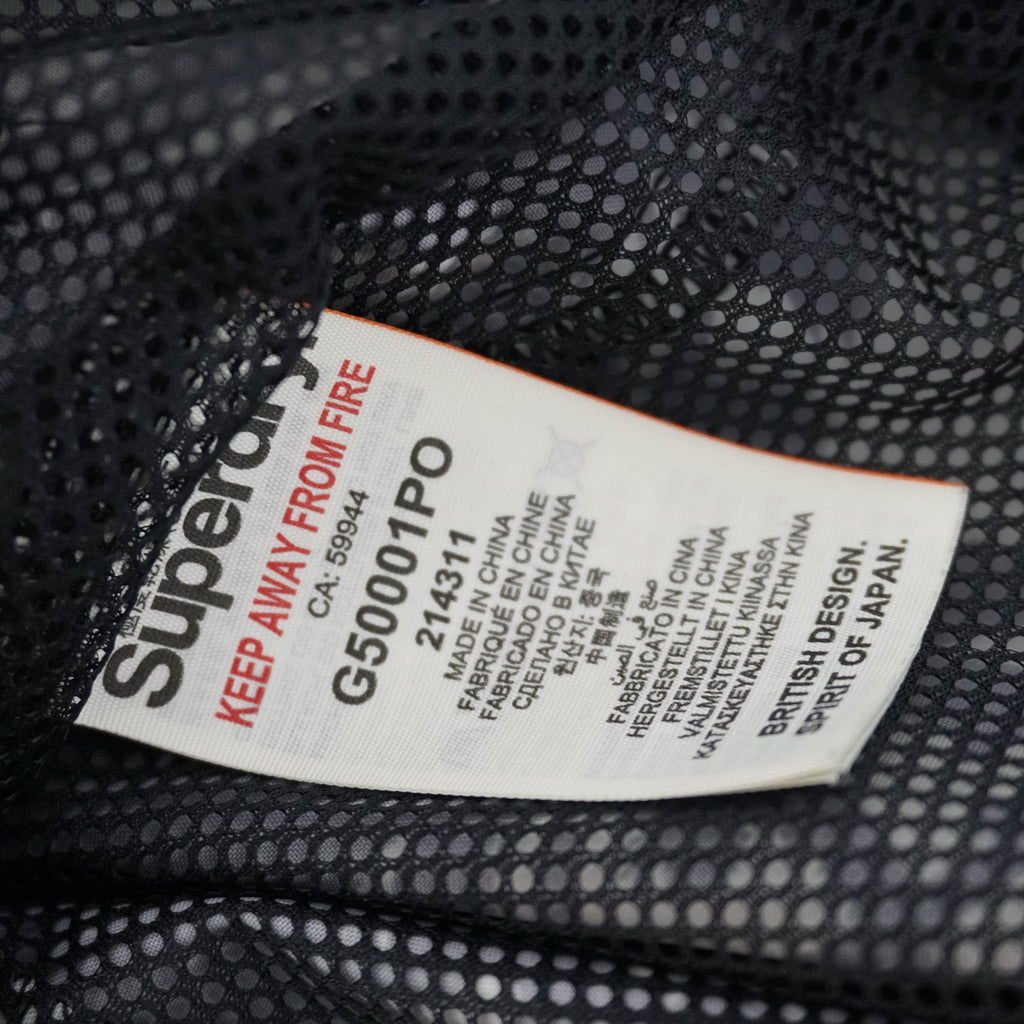 Superdry.
KEEP AWAY FROM FIRE
CA: 59944
G50001PO
214311
MADE IN CHINA
FABRIQUÉ EN CHINE
FABRICADO EN CHINA
СДЕПАНО В КИТАЕ
원산지: 중국
中國制造
صنع في الصين
FABBRICATO IN CINA
HERGESTELLT IN CHINA
FREMSTILLET I KINA
VALMISTETTU KIINASSA
ΚΑΤΑΣΚΕΥΑΣΤΗΚΕ ΣΤΗΝ ΚΙΝΑ
BRITISH DESIGN.
SPIRIT OF JAPAN.